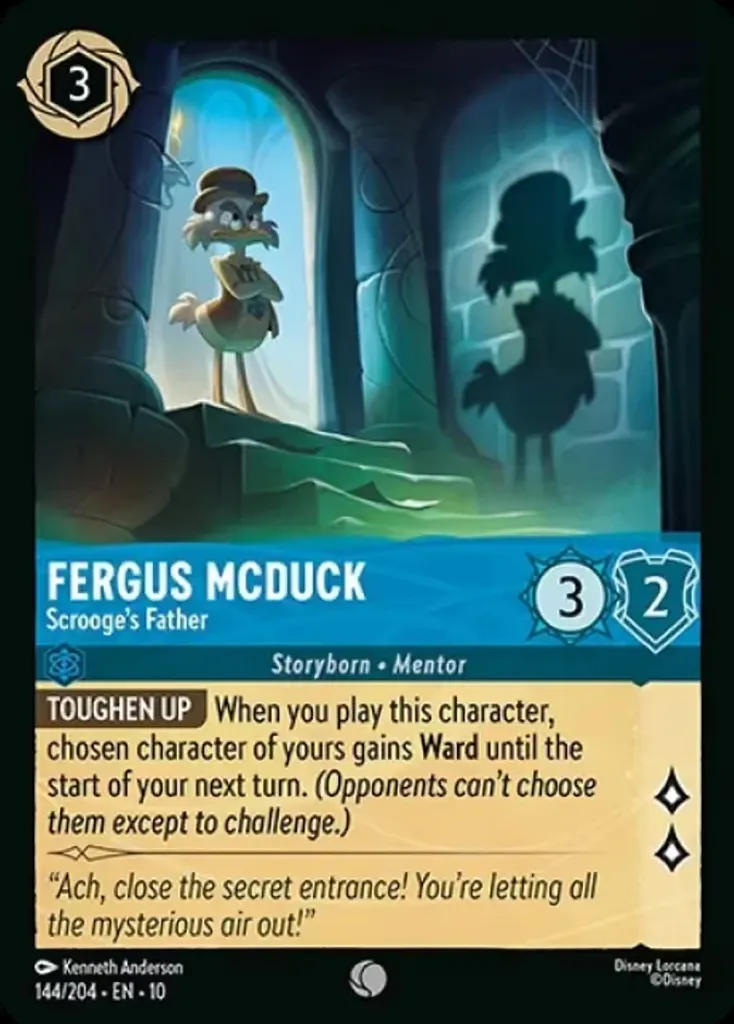 3
FERGUS MCDUCK
Scrooge's Father
3
2
Storyborn • Mentor
TOUGHEN UP When you play this character,
chosen character of yours gains Ward until the
start of your next turn. (Opponents can't choose
them except to challenge.)
“Ach, close the secret entrance! You're letting all
the mysterious air out!”
Kenneth Anderson
144/204 • EN • 10
Disney Lorcana
©Disney